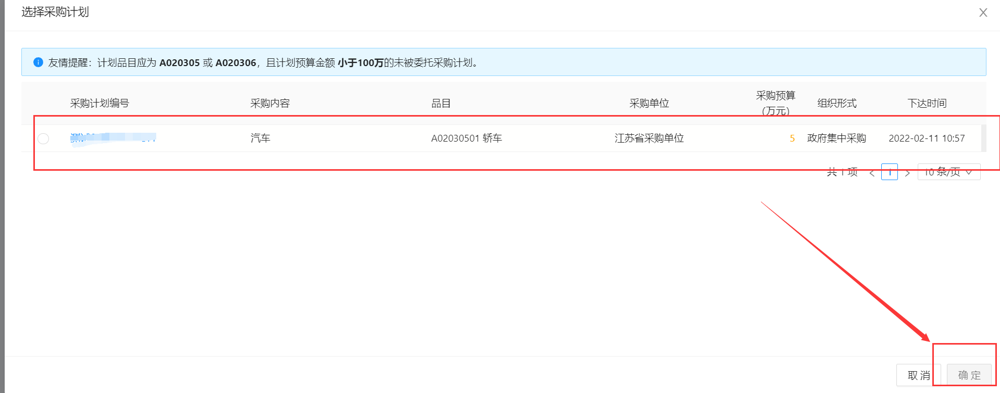 选择采购计划
友情提醒：计划品目应为 A020305 或 A020306，且计划预算金额 小于100万的未被委托采购计划。
采购计划编号 采购内容 品目 采购单位 采购预算(万元) 组织形式 下达时间
汽车 A02030501 轿车 江苏省采购单位 5 政府集中采购 2022-02-11 10:57
共 1 项 < 1 > 10 条/页
取 消 确 定